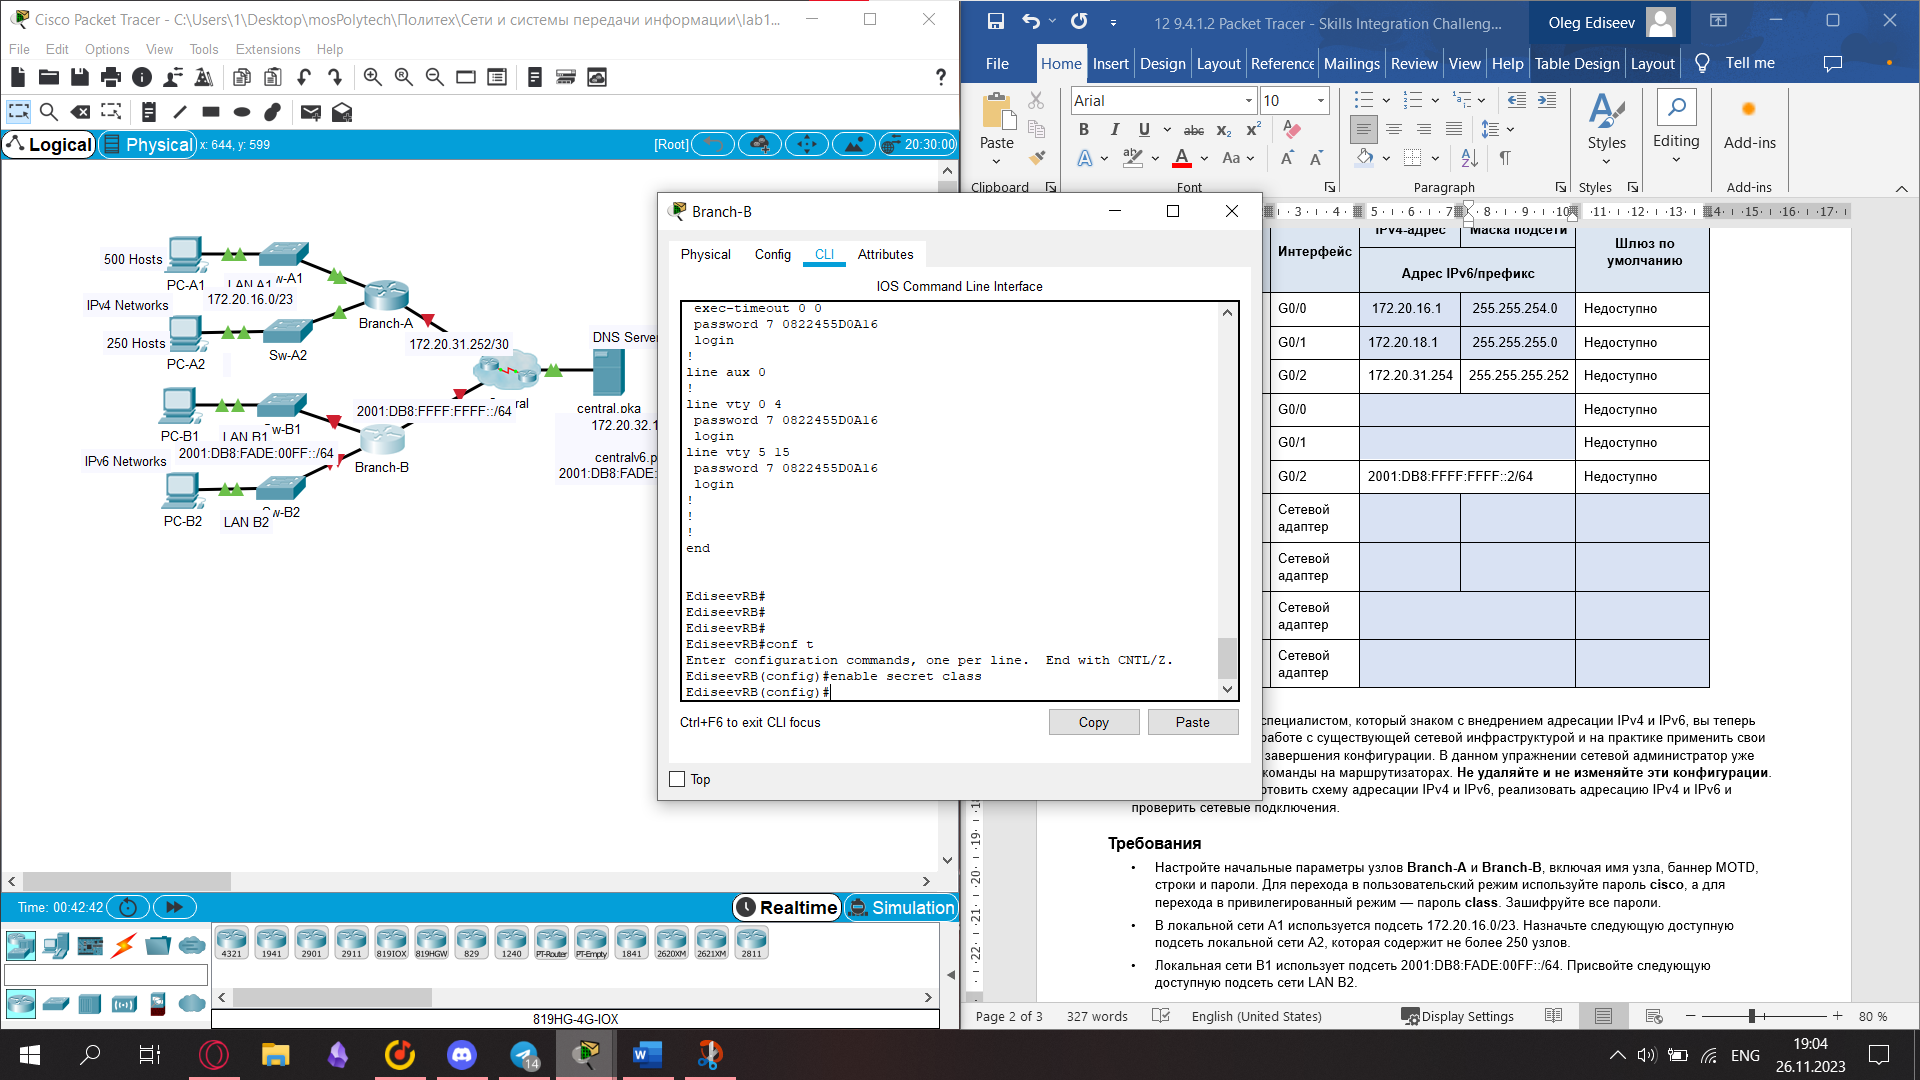 Cisco Packet Tracer - C:\Users\1\Desktop\mosPolytech\Политех\Сети и системы передачи информации\lab1...
File Edit Options View Tools Extensions Help
?
Logical Physical x: 644, y: 599 [Root] 20:30:00
500 Hosts
PC-A1
LAN A1
w-A1
172.20.16.0/23
IPv4 Networks
Branch-A
250 Hosts
PC-A2
Sw-A2
172.20.31.252/30
DNS Serve
central.pka
172.20.32.1
centralv6.p
2001:DB8:FADE:
2001:DB8:FFFF:FFFF::/64
ral
PC-B1
LAN B1
w-B1
2001:DB8:FADE:00FF::/64
IPv6 Networks
Branch-B
PC-B2
LAN B2
w-B2
Time: 00:42:42 Realtime Simulation
4321 1941 2901 2911 819IOX 819HGW 829 1240 PT-Router PT-Empty 1841 2620XM 2621XM 2811
819HG-4G-IOX
Branch-B
Physical Config CLI Attributes
IOS Command Line Interface
exec-timeout 0 0
password 7 0822455D0A16
login
!
line aux 0
!
line vty 0 4
password 7 0822455D0A16
login
line vty 5 15
password 7 0822455D0A16
login
!
!
!
end
EdiseevRB#
EdiseevRB#
EdiseevRB#
EdiseevRB#conf t
Enter configuration commands, one per line. End with CNTL/Z.
EdiseevRB(config)#enable secret class
EdiseevRB(config)#
Ctrl+F6 to exit CLI focus Copy Paste
Top
12 9.4.1.2 Packet Tracer - Skills Integration Challeng... Oleg Ediseev
File Home Insert Design Layout Reference Mailings Review View Help Table Design Layout Tell me
Paste
Arial 10
B I U abc x₂ x² A
A A Aa A A
Styles Editing Add-ins
Clipboard Font Paragraph Styles Add-ins
3 4 5 6 7 8 9 10 11 12 13 14 15 16 17
Интерфейс IPv4-адрес Маска подсети Шлюз по умолчанию
Адрес IPv6/префикс
G0/0 172.20.16.1 255.255.254.0 Недоступно
G0/1 172.20.18.1 255.255.255.0 Недоступно
G0/2 172.20.31.254 255.255.255.252 Недоступно
G0/0 Недоступно
G0/1 Недоступно
G0/2 2001:DB8:FFFF:FFFF::2/64 Недоступно
Сетевой адаптер
Сетевой адаптер
Сетевой адаптер
Сетевой адаптер
специалистом, который знаком с внедрением адресации IPv4 и IPv6, вы теперь
работе с существующей сетевой инфраструктурой и на практике применить свои
завершения конфигурации. В данном упражнении сетевой администратор уже
команды на маршрутизаторах. Не удаляйте и не изменяйте эти конфигурации.
отовить схему адресации IPv4 и IPv6, реализовать адресацию IPv4 и IPv6 и
проверить сетевые подключения.
Требования
• Настройте начальные параметры узлов Branch-A и Branch-B, включая имя узла, баннер MOTD,
строки и пароли. Для перехода в пользовательский режим используйте пароль cisco, а для
перехода в привилегированный режим — пароль class. Зашифруйте все пароли.
• В локальной сети A1 используется подсеть 172.20.16.0/23. Назначьте следующую доступную
подсеть локальной сети A2, которая содержит не более 250 узлов.
• Локальная сети B1 использует подсеть 2001:DB8:FADE:00FF::/64. Присвойте следующую
доступную подсеть сети LAN B2.
Page 2 of 3 327 words English (United States) Display Settings 80 %
14
ENG
19:04
26.11.2023